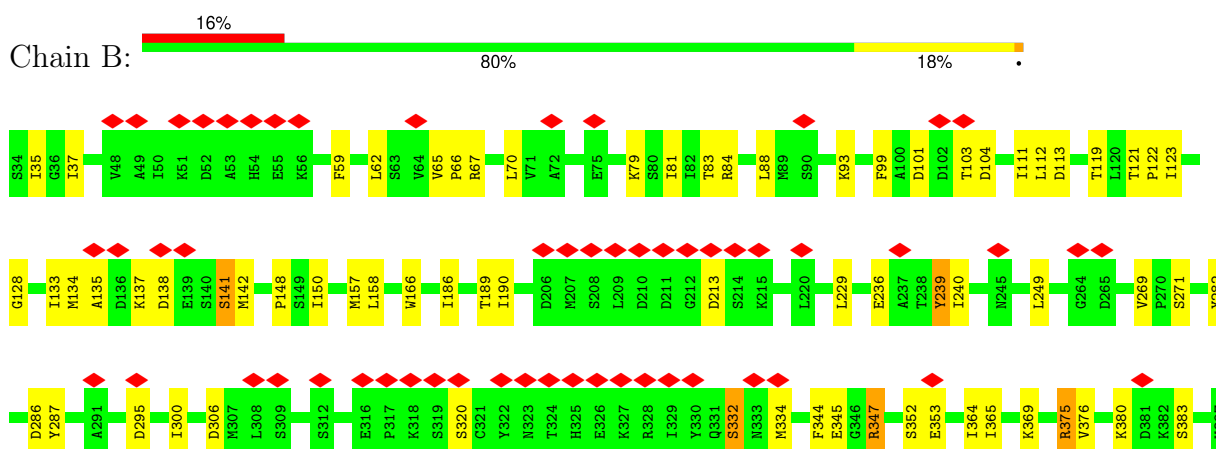 16%
Chain B:
80% 18% •
S34 I35 G36 I37 V48 A49 I50 K51 D52 A53 H54 E55 K56 F59 L62 S63 V64 V65 P66 R67 L70 V71 A72 E75 K79 S80 I81 I82 T83 R84 L88 M89 S90 K93 F99 A100 D101 D102 T103 D104 I111 L112 D113 T119 L120 T121 P122 I123
G128 I133 M134 A135 D136 K137 D138 E139 S140 S141 M142 P148 S149 I150 M157 L158 W166 I186 T189 I190 D206 N207 S208 L209 D210 D211 G212 D213 S214 K215 L220 L229 E236 A237 T238 Y239 I240 N245 L249 G264 D265 V269 P270 S271
D286 Y287 A291 D295 I300 D306 M307 L308 S309 S312 E316 P317 K318 S319 S320 C321 Y322 N323 T324 H325 E326 K327 R328 I329 Y330 Q331 S332 N333 M334 F344 E345 G346 R347 S352 E353 I364 I365 K369 R375 V376 K380 D381 K382 S383